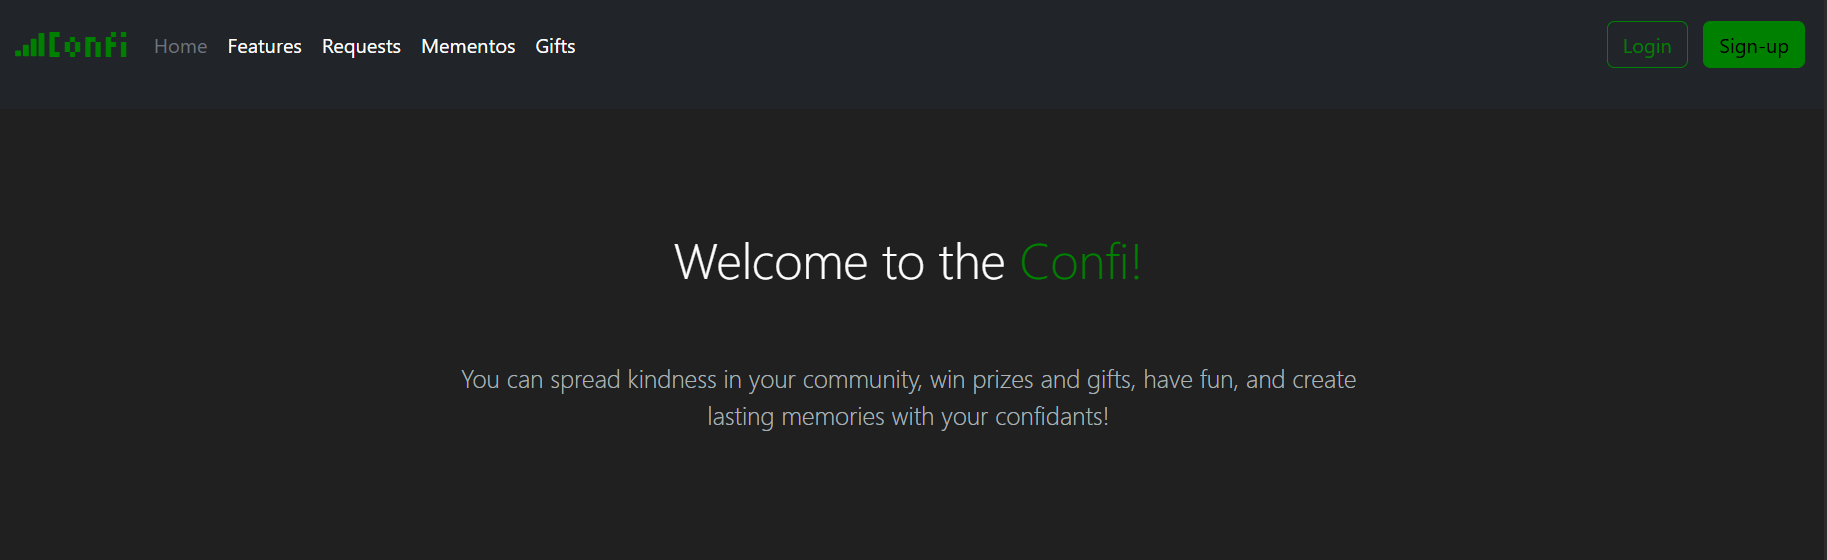 Confi Home Features Requests Mementos Gifts Login Sign-up
Welcome to the Confi!
You can spread kindness in your community, win prizes and gifts, have fun, and create
lasting memories with your confidants!